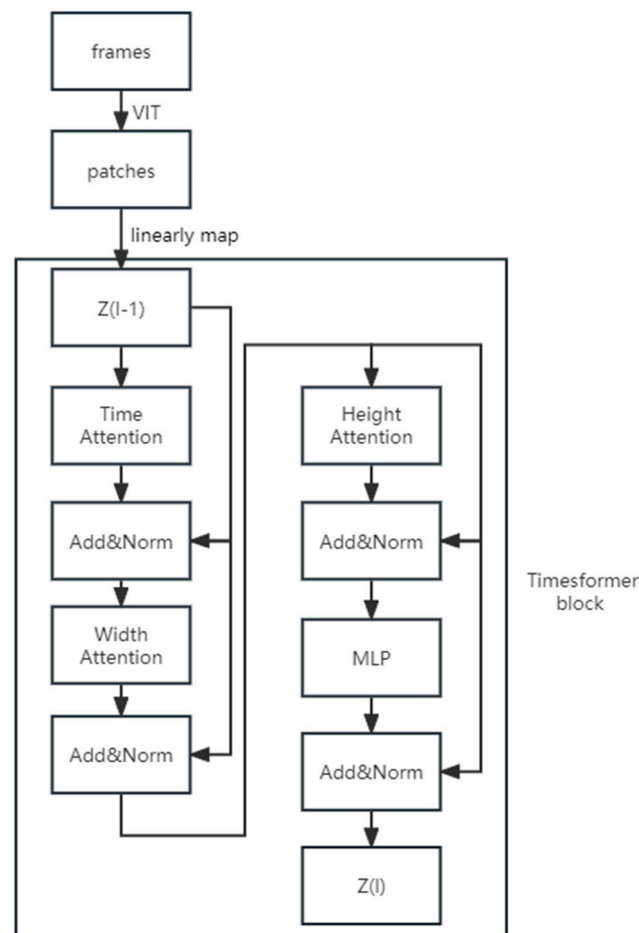 frames
VIT
patches
linearly map
Z(l-1)
Time
Attention
Add&Norm
Width
Attention
Add&Norm
Height
Attention
Add&Norm
MLP
Add&Norm
Z(l)
Timesformer
block